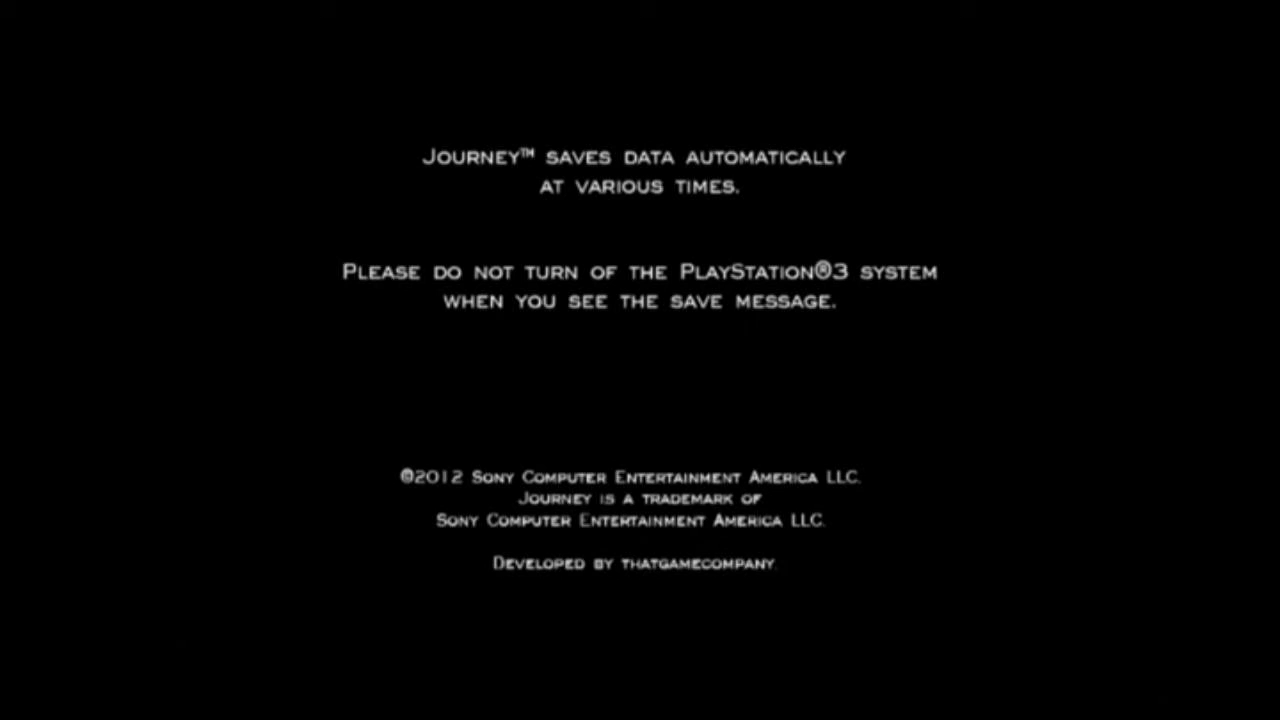 Journey™ saves data automatically
at various times.
Please do not turn of the PlayStation®3 system
when you see the save message.
©2012 Sony Computer Entertainment America LLC.
Journey is a trademark of
Sony Computer Entertainment America LLC.
Developed by thatgamecompany.